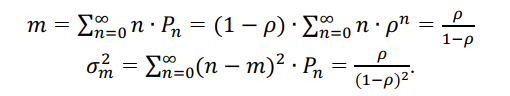 m = ∑_{n=0}^{∞} n · P_n = (1 − ρ) · ∑_{n=0}^{∞} n · ρ^n = ρ/(1−ρ)
σ_m^2 = ∑_{n=0}^{∞} (n − m)^2 · P_n = ρ/(1−ρ)^2.